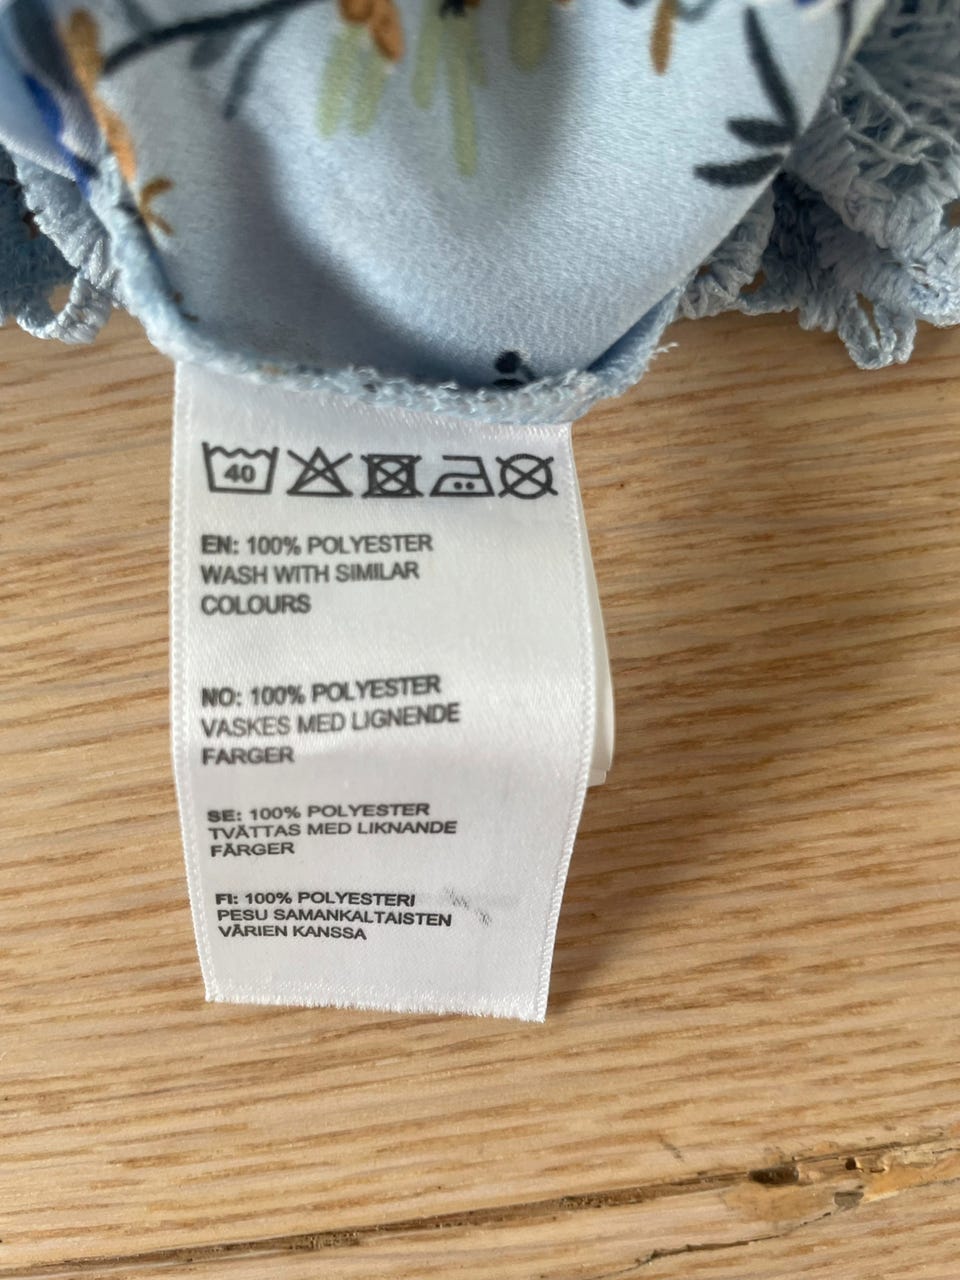 40
EN: 100% POLYESTER
WASH WITH SIMILAR
COLOURS
NO: 100% POLYESTER
VASKES MED LIGNENDE
FARGER
SE: 100% POLYESTER
TVÄTTAS MED LIKNANDE
FÄRGER
FI: 100% POLYESTERI
PESU SAMANKALTAISTEN
VÄRIEN KANSSA